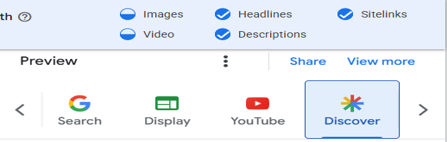 Images Headlines Sitelinks
th
Video Descriptions
Preview Share View more
Search Display YouTube Discover